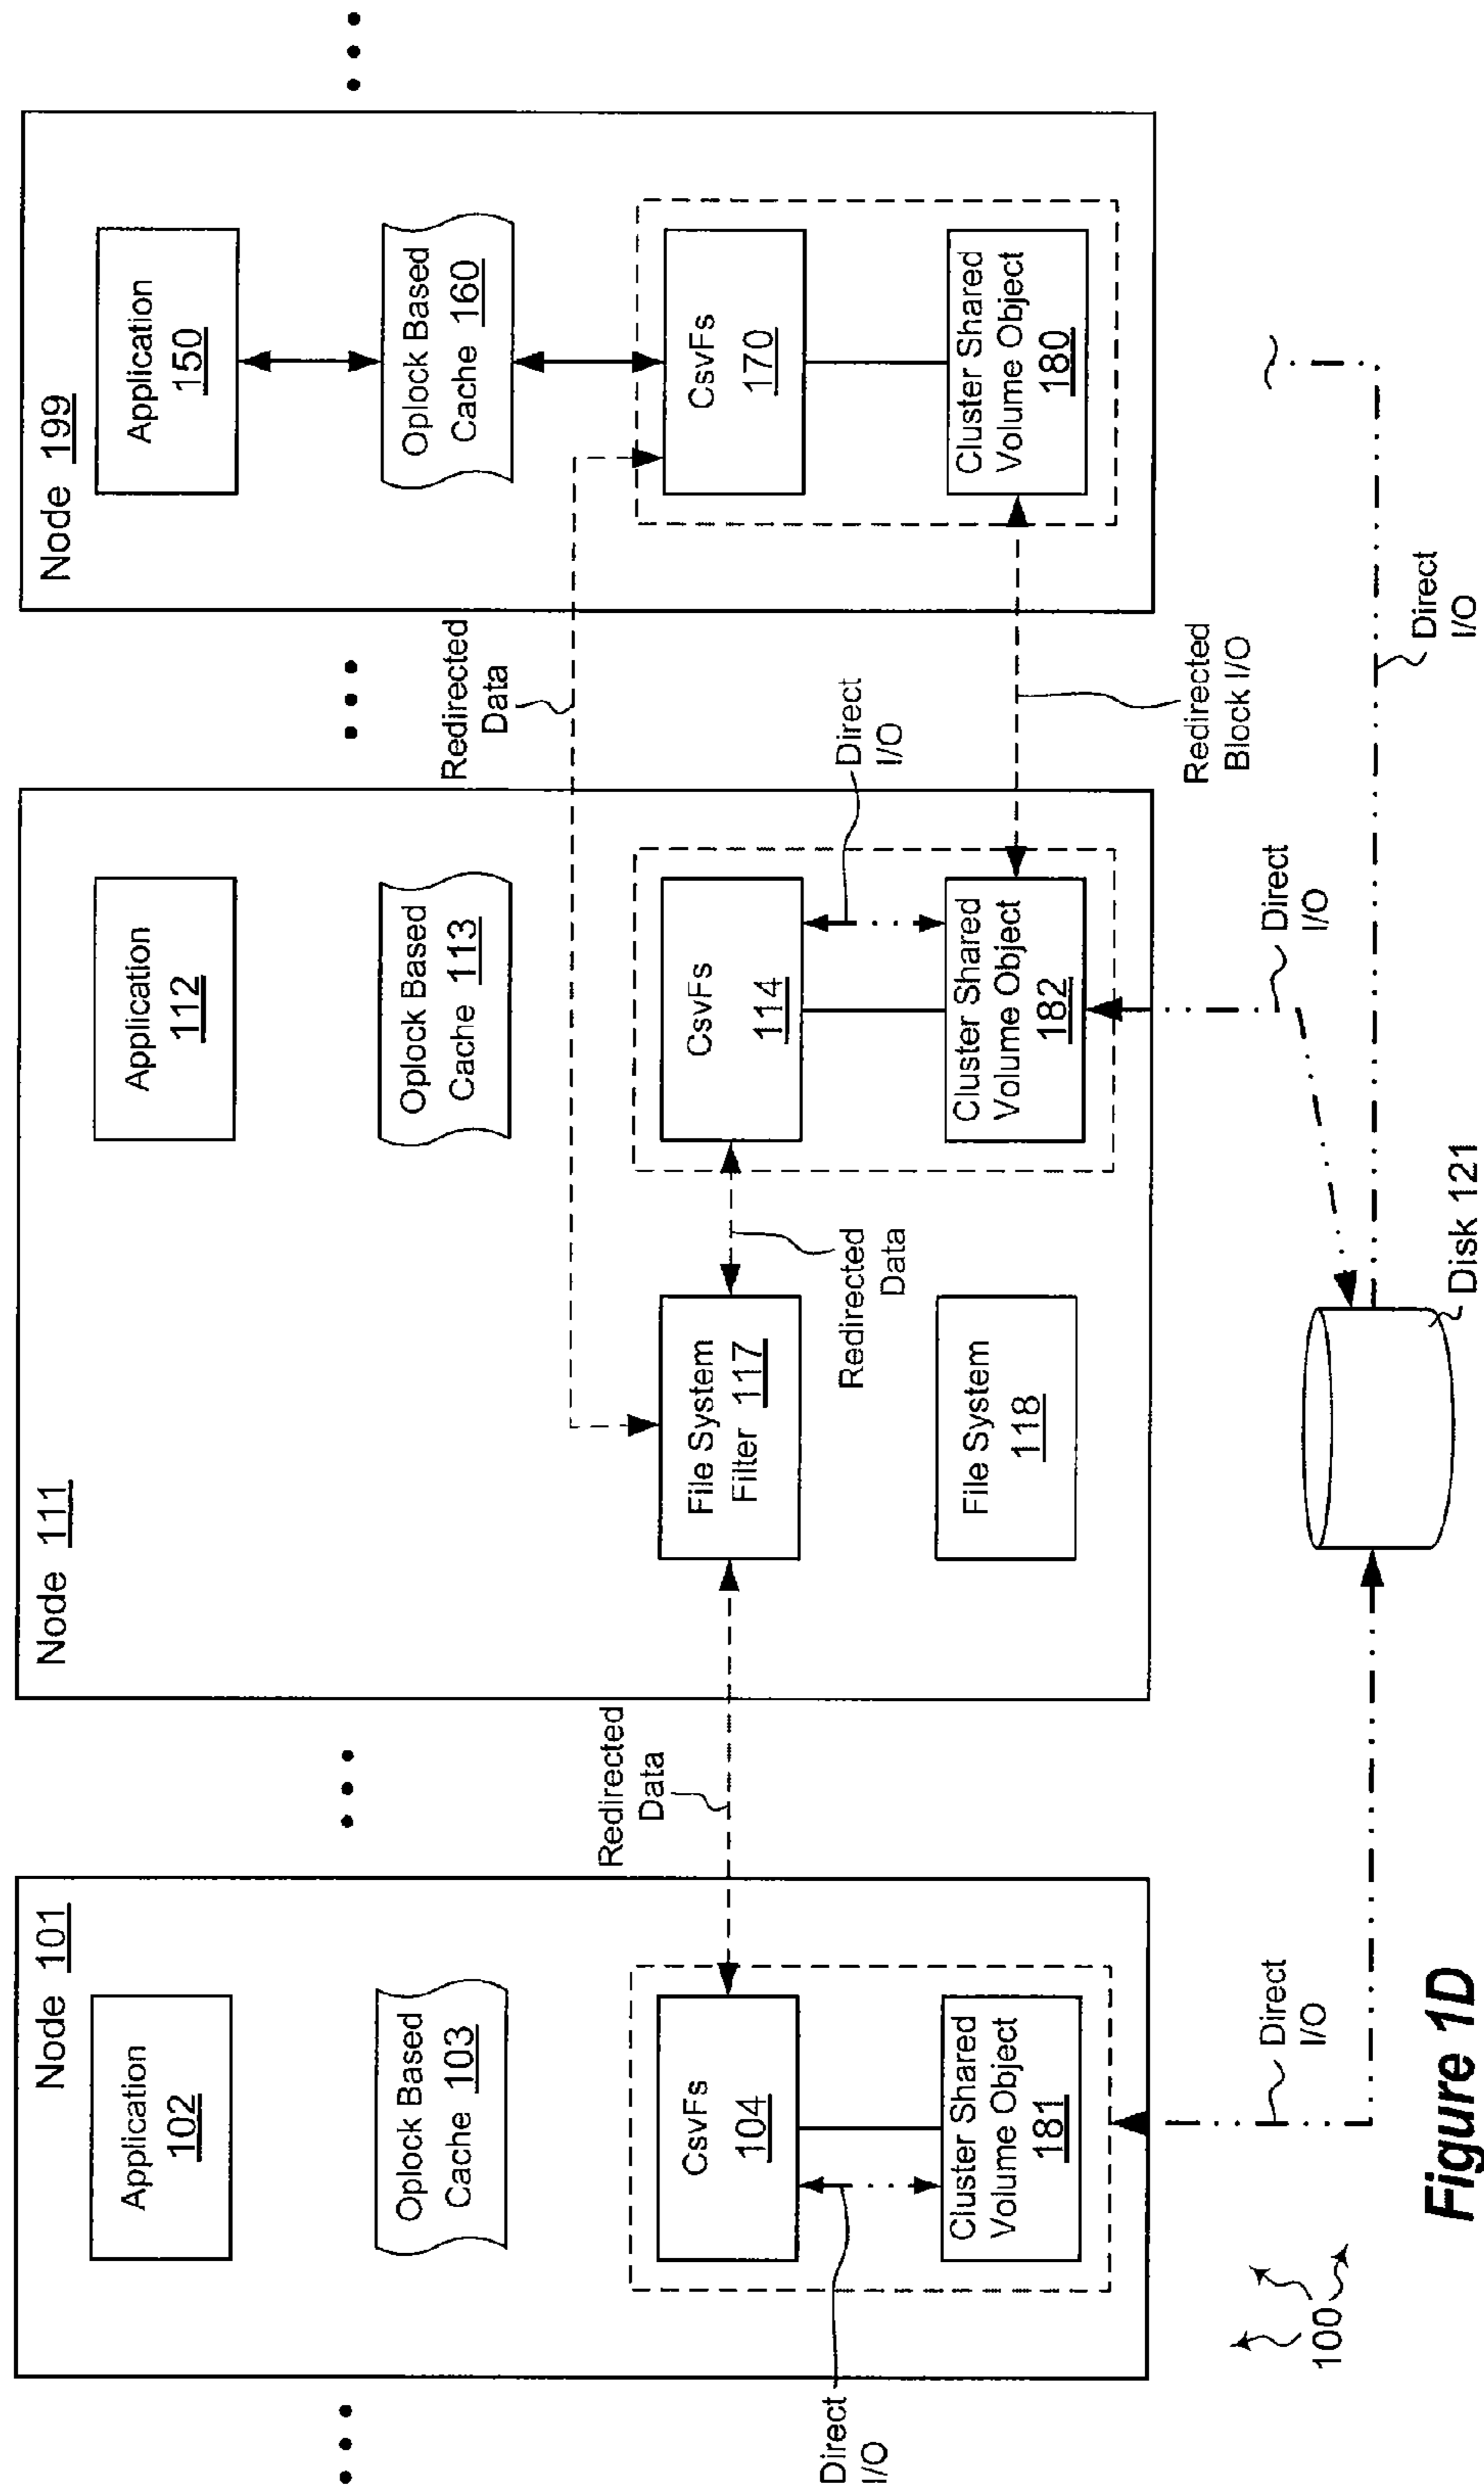 Node 101
Application
102
Oplock Based
Cache 103
CsvFs
104
Cluster Shared
Volume Object
181
Direct
I/O
Redirected
Data
Direct
I/O
Node 111
Application
112
Oplock Based
Cache 113
File System
Filter 117
Redirected
Data
CsvFs
114
Direct
I/O
File System
118
Cluster Shared
Volume Object
182
Redirected
Data
Redirected
Block I/O
Direct
I/O
Node 199
Application
150
Oplock Based
Cache 160
CsvFs
170
Cluster Shared
Volume Object
180
Direct
I/O
Disk 121
100
Figure 1D